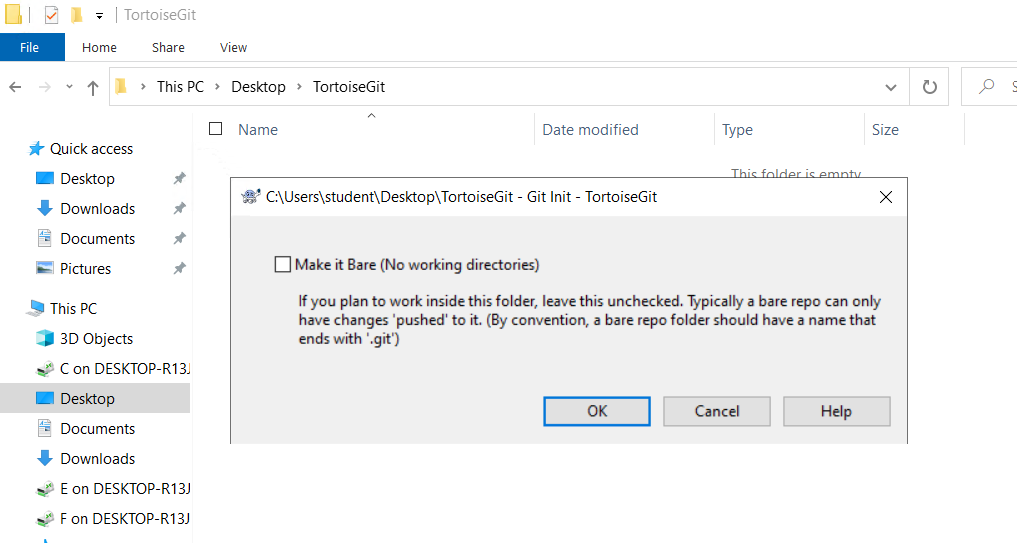 TortoiseGit
File Home Share View
This PC Desktop TortoiseGit
Name Date modified Type Size
This folder is empty.
Quick access
Desktop
Downloads
Documents
Pictures
This PC
3D Objects
C on DESKTOP-R13J
Desktop
Documents
Downloads
E on DESKTOP-R13J
F on DESKTOP-R13J
C:\Users\student\Desktop\TortoiseGit - Git Init - TortoiseGit
Make it Bare (No working directories)
If you plan to work inside this folder, leave this unchecked. Typically a bare repo can only
have changes 'pushed' to it. (By convention, a bare repo folder should have a name that
ends with '.git')
OK Cancel Help